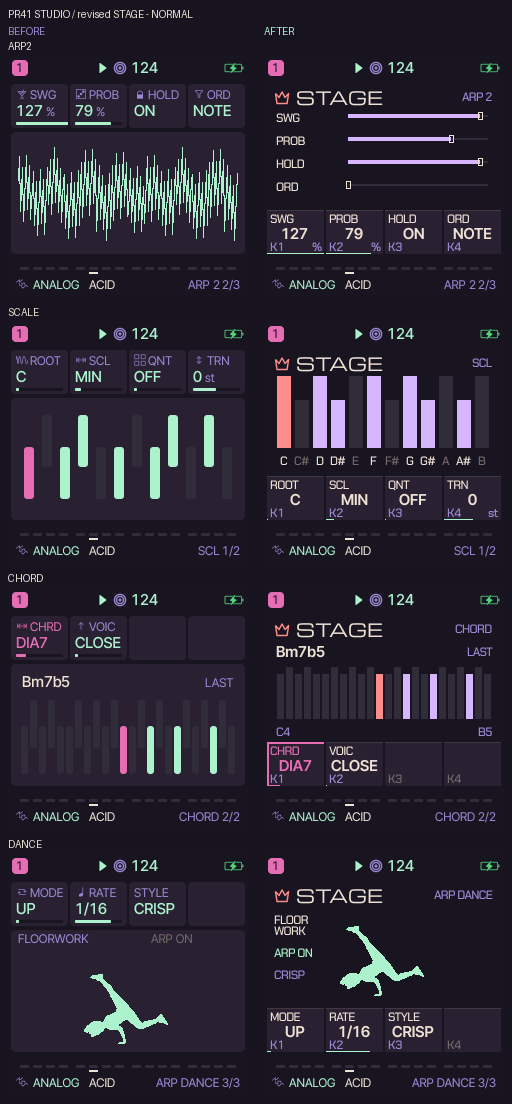 PR41 STUDIO / revised STAGE - NORMAL
BEFORE
AFTER
ARP2
1 124
SWG PROB HOLD ORD
127 % 79 % ON NOTE
ANALOG ACID ARP 2 2/3
1 124
STAGE ARP 2
SWG
PROB
HOLD
ORD
SWG PROB HOLD ORD
127 79 ON NOTE
K1 % K2 % K3 K4
ANALOG ACID ARP 2 2/3
SCALE
1 124
ROOT SCL QNT TRN
C MIN OFF 0 st
ANALOG ACID SCL 1/2
1 124
STAGE SCL
C C# D D# E F F# G G# A A# B
ROOT SCL QNT TRN
C MIN OFF 0
K1 K2 K3 K4 st
ANALOG ACID SCL 1/2
CHORD
1 124
CHRD VOIC
DIA7 CLOSE
Bm7b5 LAST
ANALOG ACID CHORD 2/2
1 124
STAGE CHORD
Bm7b5 LAST
C4 B5
CHRD VOIC
DIA7 CLOSE
K1 K2 K3 K4
ANALOG ACID CHORD 2/2
DANCE
1 124
MODE RATE STYLE
UP 1/16 CRISP
FLOORWORK ARP ON
ANALOG ACID ARP DANCE 3/3
1 124
STAGE ARP DANCE
FLOOR
WORK
ARP ON
CRISP
MODE RATE STYLE
UP 1/16 CRISP
K1 K2 K3 K4
ANALOG ACID ARP DANCE 3/3